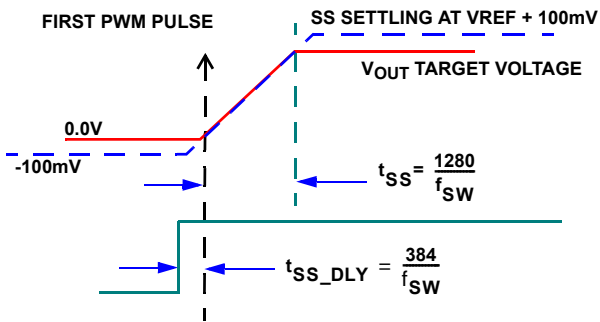 FIRST PWM PULSE
SS SETTLING AT VREF + 100mV
VOUT TARGET VOLTAGE
0.0V
-100mV
tSS = 1280 / fSW
tSS_DLY = 384 / fSW